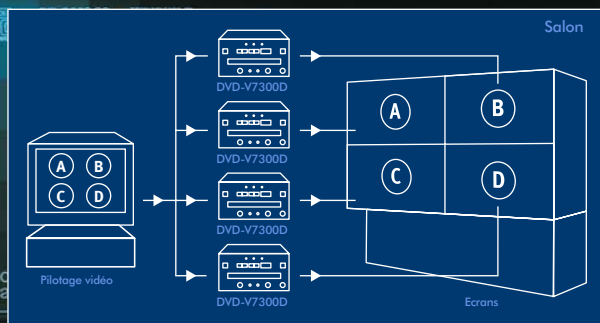 Salon
DVD-V7300D
A B
DVD-V7300D
A B
C D
C D
DVD-V7300D
Pilotage vidéo
DVD-V7300D
Ecrans